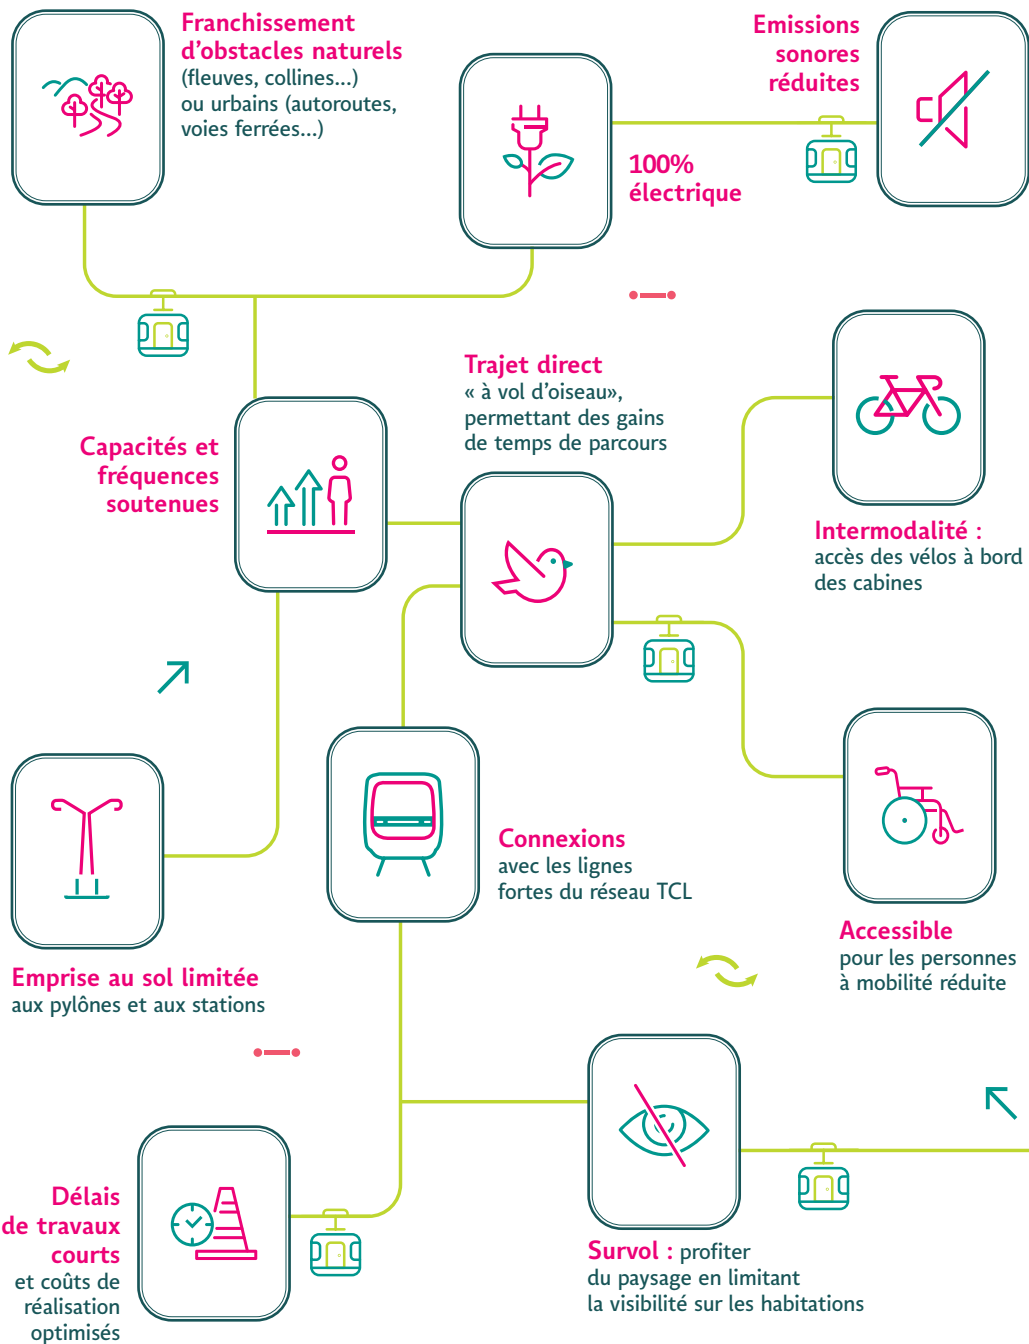 Franchissement
d’obstacles naturels
(fleuves, collines...)
ou urbains (autoroutes,
voies ferrées...)
Emissions
sonores
réduites
100%
électrique
Trajet direct
« à vol d’oiseau»,
permettant des gains
de temps de parcours
Capacités et
fréquences
soutenues
Intermodalité :
accès des vélos à bord
des cabines
Connexions
avec les lignes
fortes du réseau TCL
Accessible
pour les personnes
à mobilité réduite
Emprise au sol limitée
aux pylônes et aux stations
Délais
de travaux
courts
et coûts de
réalisation
optimisés
Survol : profiter
du paysage en limitant
la visibilité sur les habitations